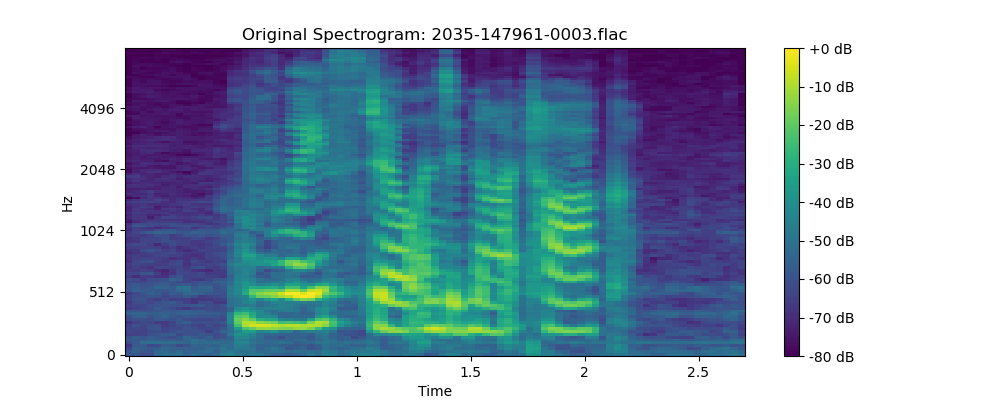 Original Spectrogram: 2035-147961-0003.flac
Hz
4096
2048
1024
512
0
0 0.5 1 1.5 2 2.5
Time
+0 dB
-10 dB
-20 dB
-30 dB
-40 dB
-50 dB
-60 dB
-70 dB
-80 dB